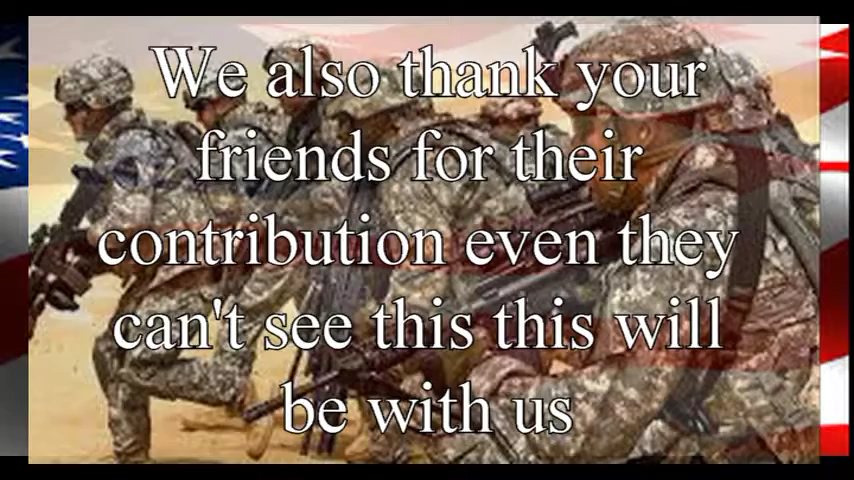 We also thank your
friends for their
contribution even they
can't see this this will
be with us